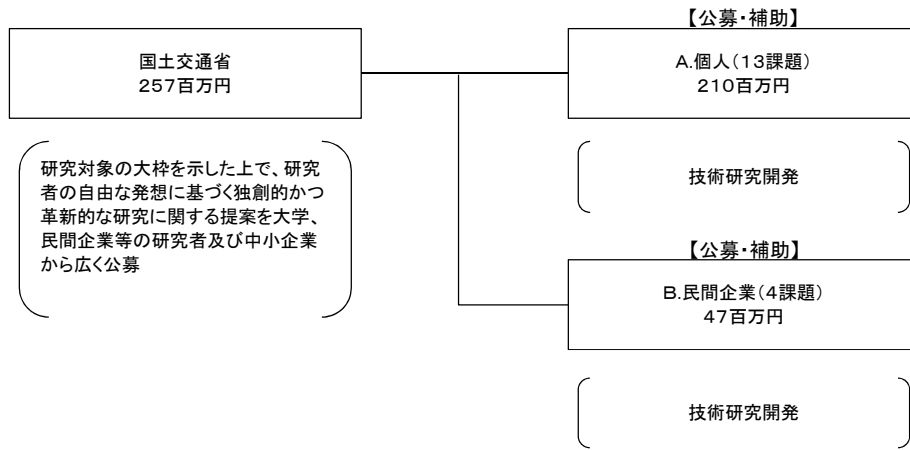 国土交通省
257百万円
研究対象の大枠を示した上で、研究
者の自由な発想に基づく独創的かつ
革新的な研究に関する提案を大学、
民間企業等の研究者及び中小企業
から広く公募
【公募・補助】
A.個人(13課題)
210百万円
技術研究開発
【公募・補助】
B.民間企業(4課題)
47百万円
技術研究開発